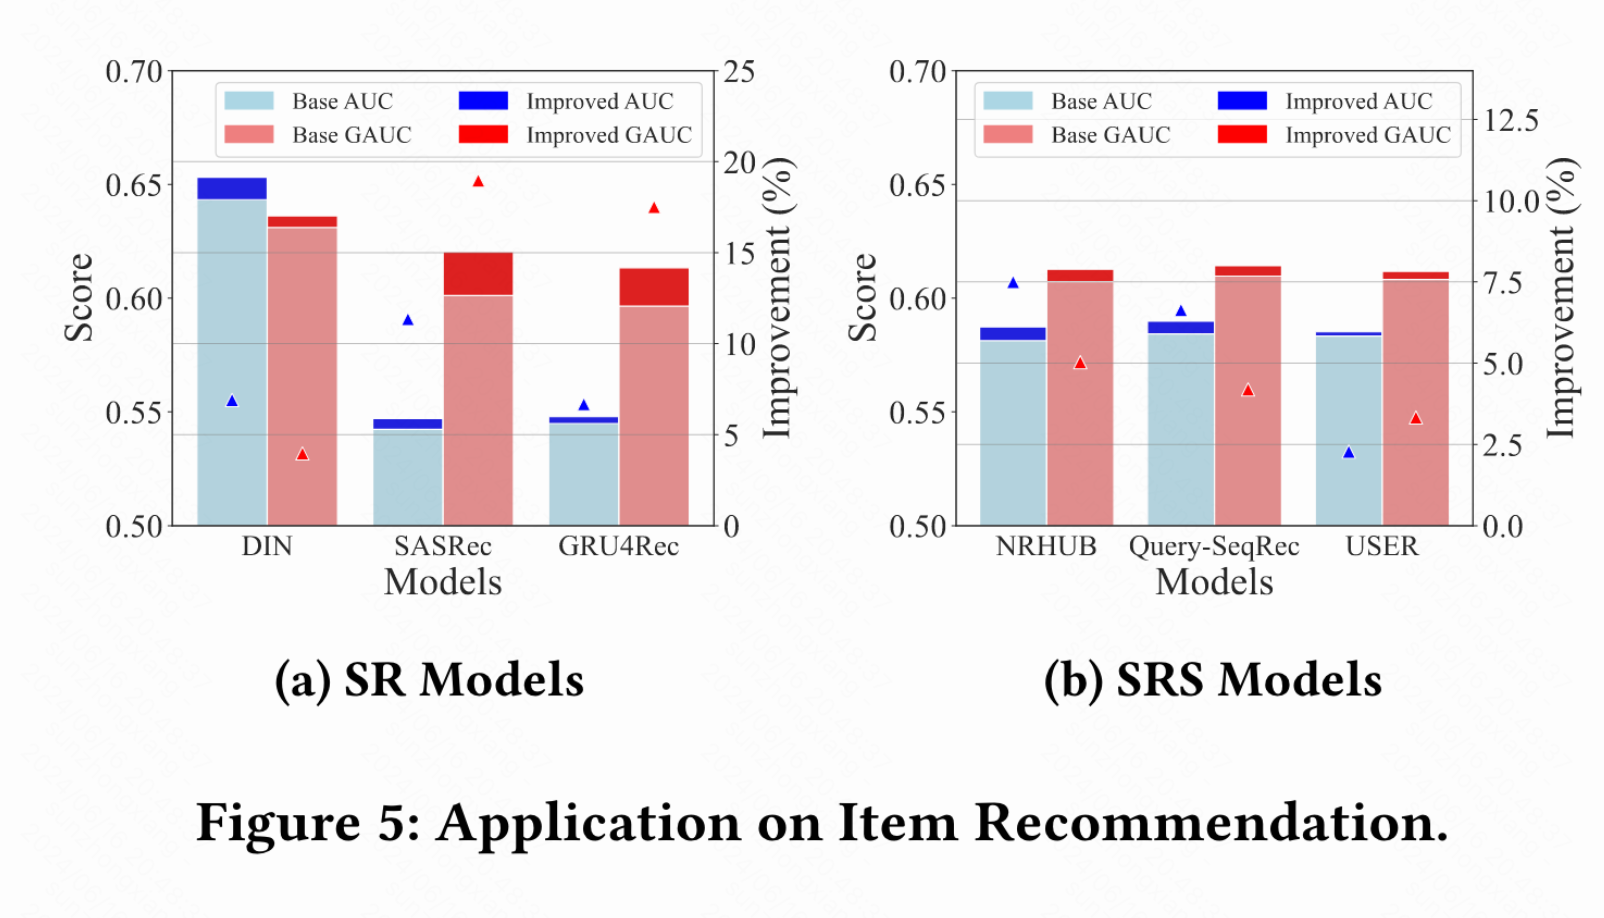 0.70
0.65
0.60
0.55
0.50
Score
Base AUC
Base GAUC
Improved AUC
Improved GAUC
25
20
15
10
5
0
Improvement (%)
DIN
SASRec
GRU4Rec
Models
(a) SR Models
0.70
0.65
0.60
0.55
0.50
Score
Base AUC
Base GAUC
Improved AUC
Improved GAUC
12.5
10.0
7.5
5.0
2.5
0.0
Improvement (%)
NRHUB
Query-SeqRec
USER
Models
(b) SRS Models
Figure 5: Application on Item Recommendation.